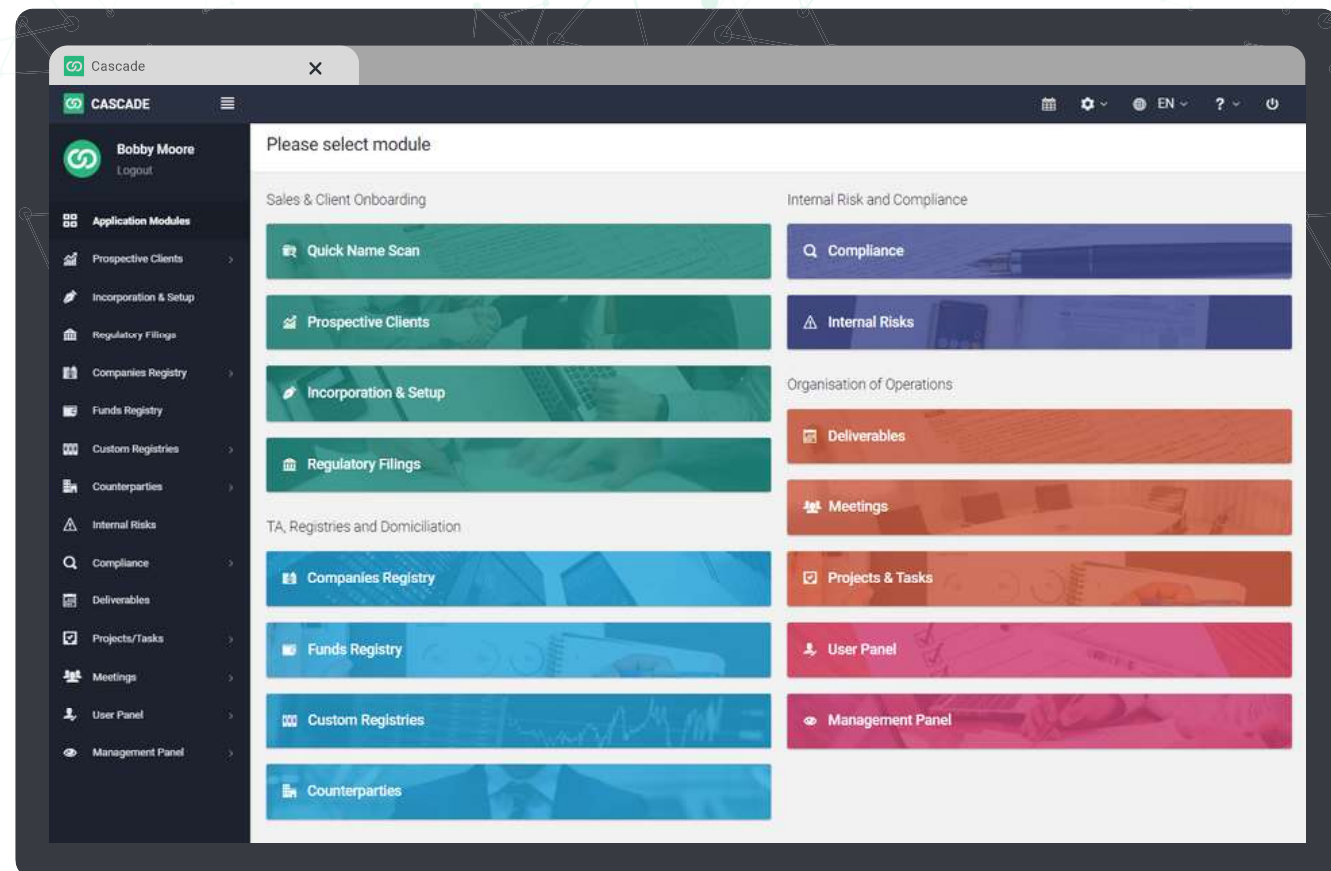 Cascade
CASCADE
EN
?
Bobby Moore
Logout
Application Modules
Prospective Clients
Incorporation & Setup
Regulatory Filings
Companies Registry
Funds Registry
Custom Registries
Counterparties
Internal Risks
Compliance
Deliverables
Projects/Tasks
Meetings
User Panel
Management Panel
Please select module
Sales & Client Onboarding
Quick Name Scan
Prospective Clients
Incorporation & Setup
Regulatory Filings
TA, Registries and Domiciliation
Companies Registry
Funds Registry
Custom Registries
Counterparties
Internal Risk and Compliance
Compliance
Internal Risks
Organisation of Operations
Deliverables
Meetings
Projects & Tasks
User Panel
Management Panel